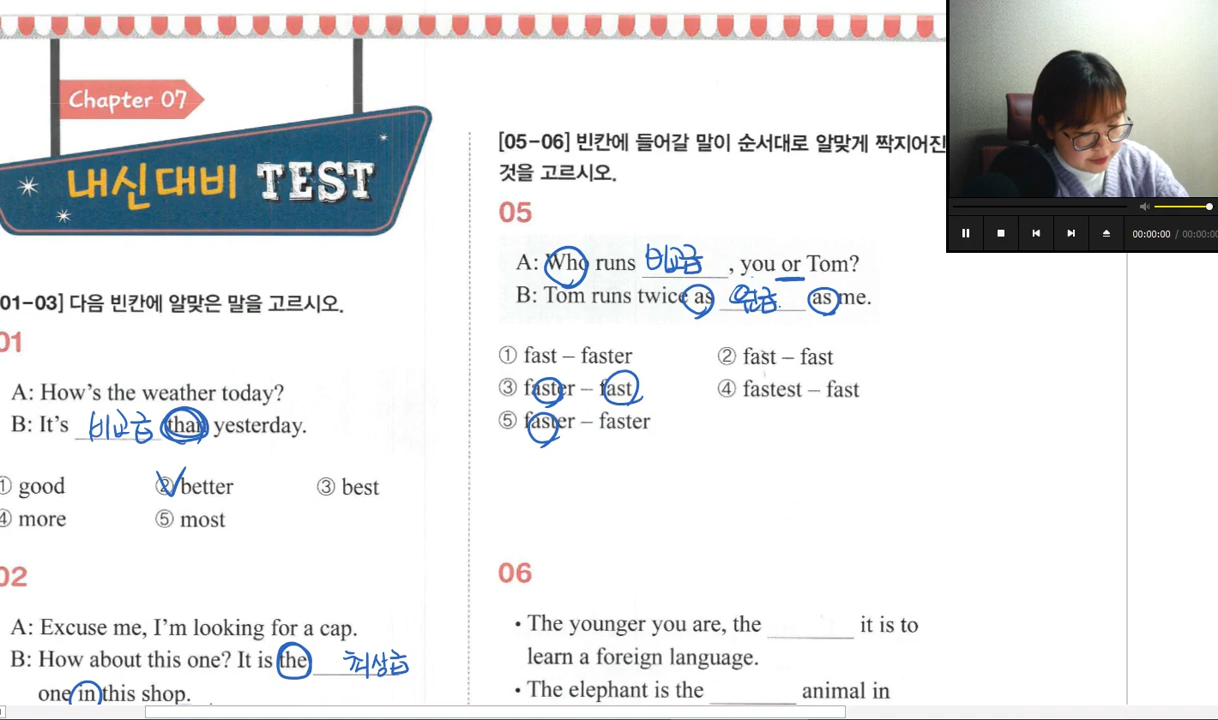 Chapter 07
내신대비 TEST
01-03] 다음 빈칸에 알맞은 말을 고르시오.
01
A: How's the weather today?
B: It's 비교급 than yesterday.
① good ② better ③ best
④ more ⑤ most
02
A: Excuse me, I'm looking for a cap.
B: How about this one? It is the 최상급
one in this shop.
[05-06] 빈칸에 들어갈 말이 순서대로 알맞게 짝지어진
것을 고르시오.
05
A: Who runs 비교급, you or Tom?
B: Tom runs twice as 원급 as me.
① fast – faster ② fast – fast
③ faster – fast ④ fastest – fast
⑤ faster – faster
06
• The younger you are, the ______ it is to
learn a foreign language.
• The elephant is the ______ animal in
00:00:00 / 00:00:00